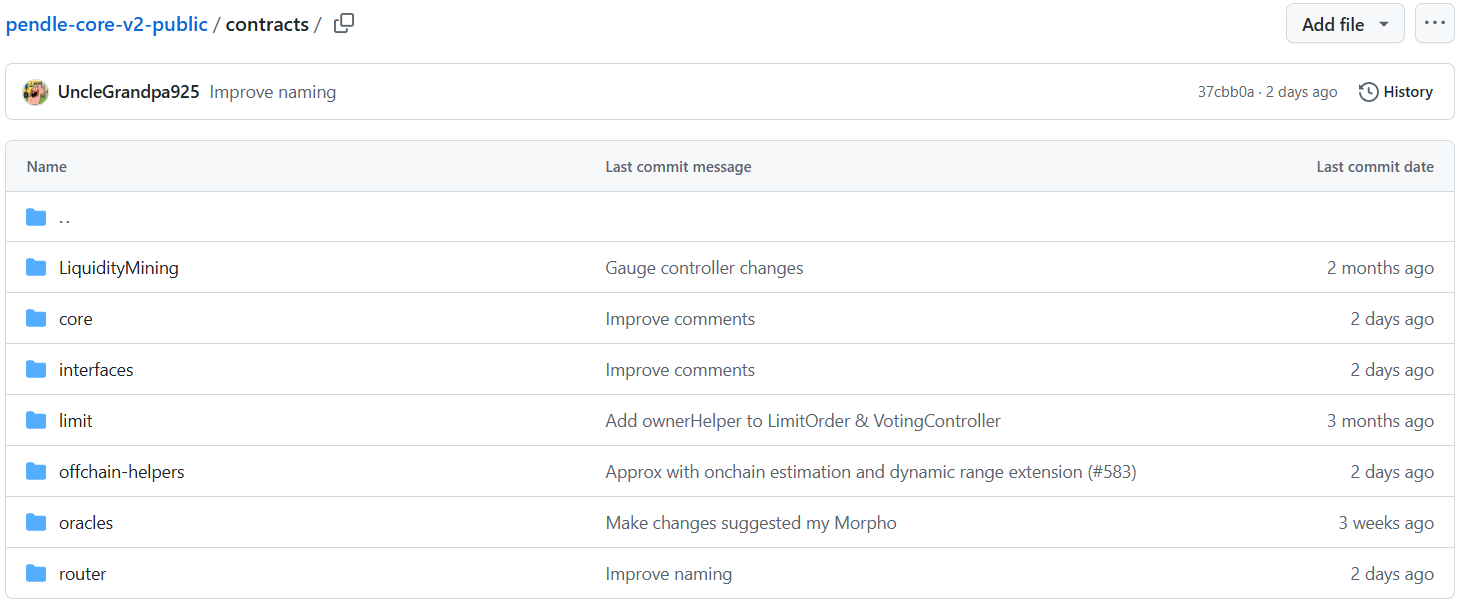 pendle-core-v2-public / contracts / Add file ...
UncleGrandpa925 Improve naming 37cbb0a · 2 days ago History
Name Last commit message Last commit date
..
LiquidityMining Gauge controller changes 2 months ago
core Improve comments 2 days ago
interfaces Improve comments 2 days ago
limit Add ownerHelper to LimitOrder & VotingController 3 months ago
offchain-helpers Approx with onchain estimation and dynamic range extension (#583) 2 days ago
oracles Make changes suggested my Morpho 3 weeks ago
router Improve naming 2 days ago